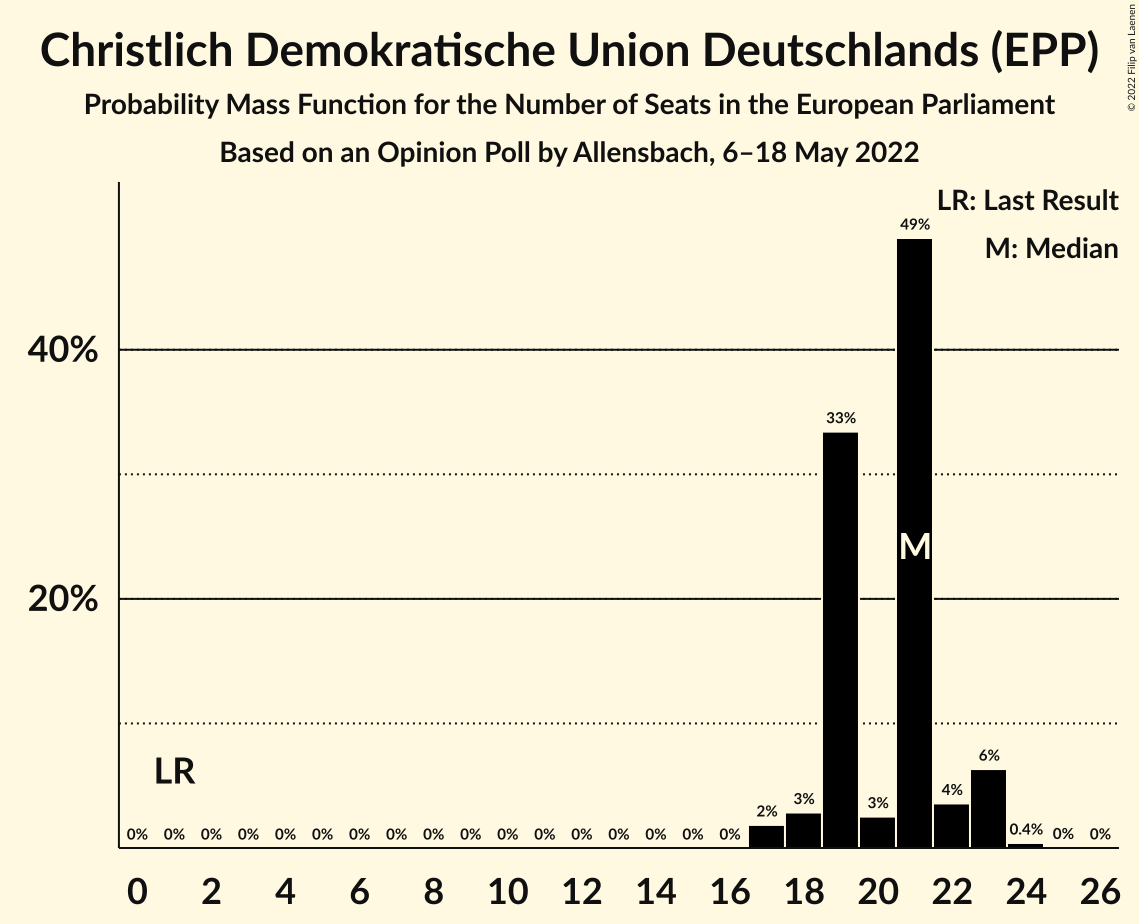 Christlich Demokratische Union Deutschlands (EPP)
Probability Mass Function for the Number of Seats in the European Parliament
Based on an Opinion Poll by Allensbach, 6–18 May 2022
© 2022 Filip van Laenen
LR: Last Result
M: Median
49%
40%
33%
M
20%
LR
6%
4%
3%
2%
3%
0.4%
0% 0% 0% 0% 0% 0% 0% 0% 0% 0% 0% 0% 0% 0% 0% 0% 0% 0% 0%
0 2 4 6 8 10 12 14 16 18 20 22 24 26